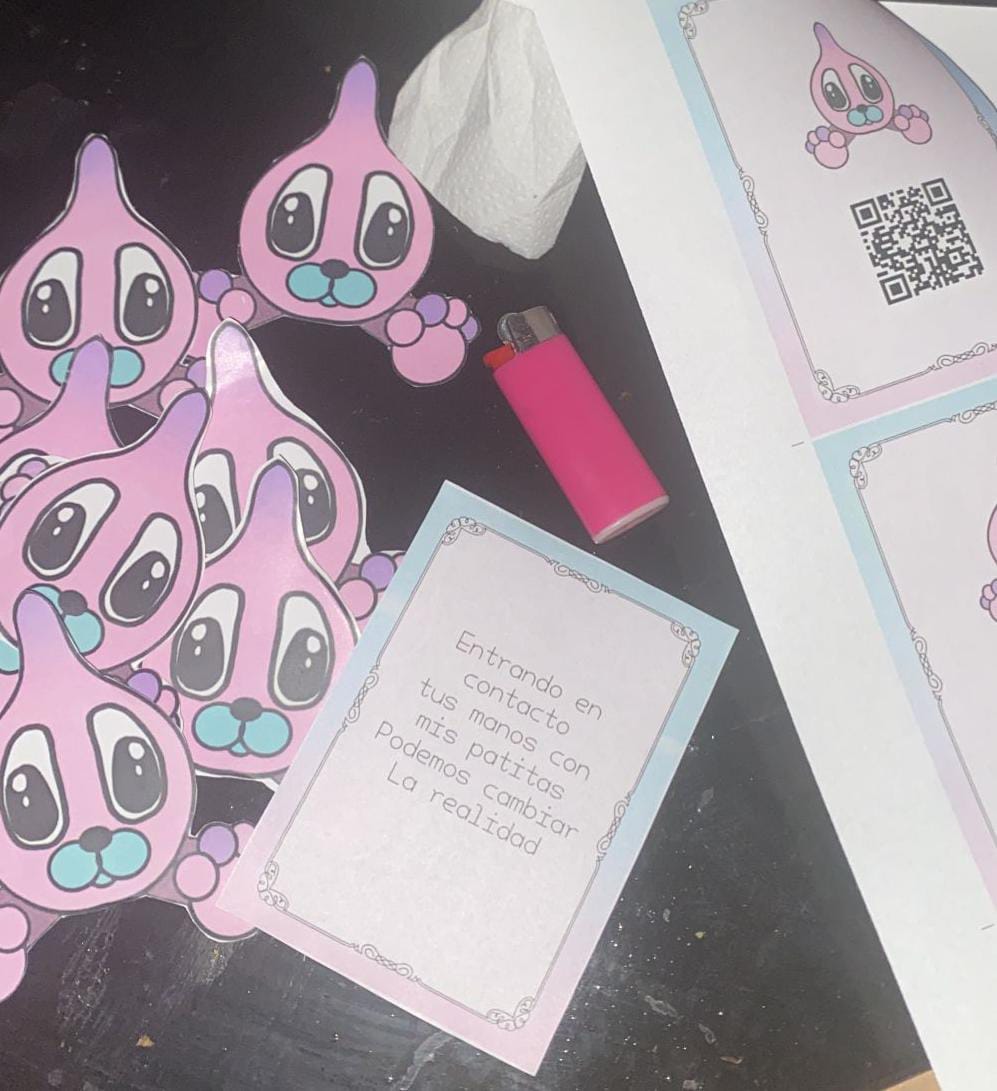 Entrando en
contacto
tus manos con
mis patitas
Podemos cambiar
La realidad